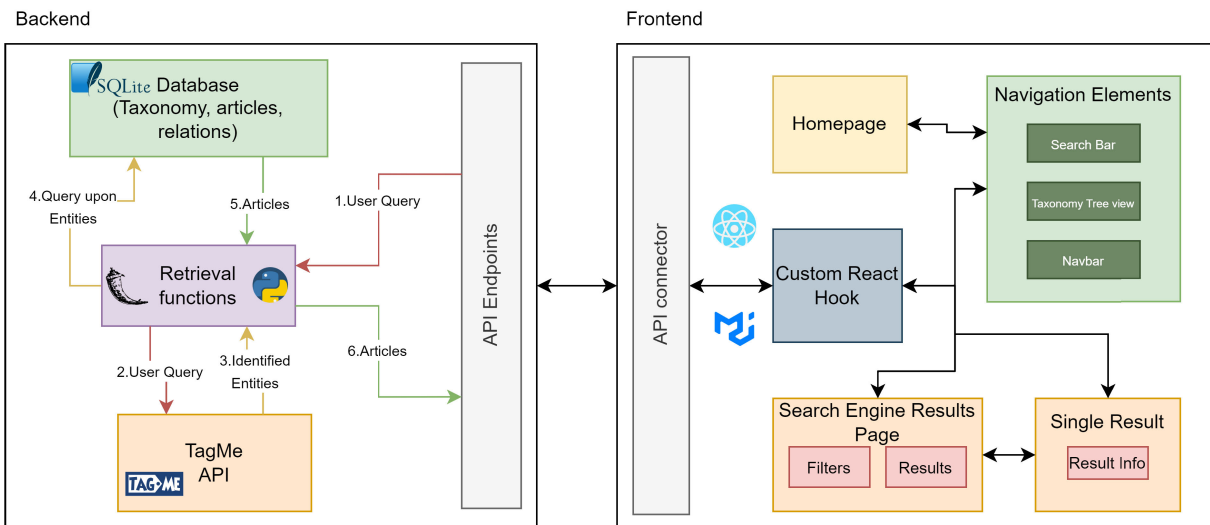 Backend
SQLite Database
(Taxonomy, articles,
relations)
4.Query upon
Entities
5.Articles
1.User Query
Retrieval
functions
2.User Query
3.Identified
Entities
6.Articles
TagMe
API
TAG ME
API Endpoints
Frontend
API connector
Homepage
Navigation Elements
Search Bar
Taxonomy Tree view
Navbar
Custom React
Hook
Search Engine Results
Page
Filters
Results
Single Result
Result Info